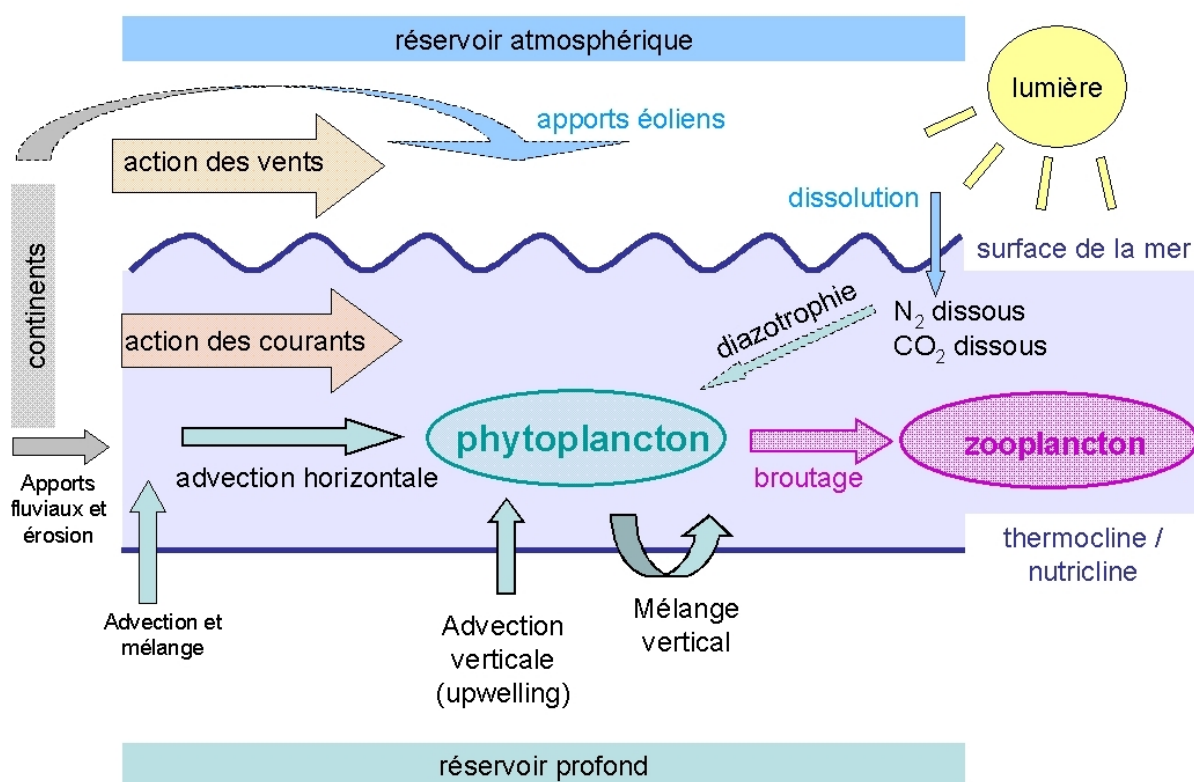 réservoir atmosphérique
lumière
apports éoliens
action des vents
dissolution
surface de la mer
continents
diazotrophie
N₂ dissous
CO₂ dissous
action des courants
phytoplancton
zooplancton
advection horizontale
broutage
Apports
fluviaux et
érosion
thermocline /
nutricline
Advection et
mélange
Advection
verticale
(upwelling)
Mélange
vertical
réservoir profond